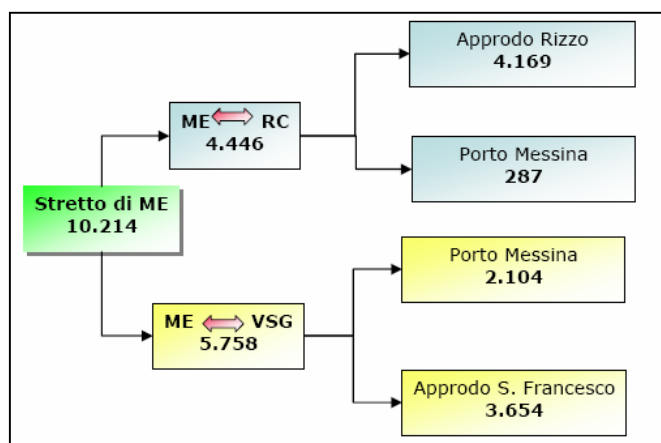 Approdo Rizzo
4.169
ME RC
4.446
Porto Messina
287
Stretto di ME
10.214
Porto Messina
2.104
ME VSG
5.758
Approdo S. Francesco
3.654